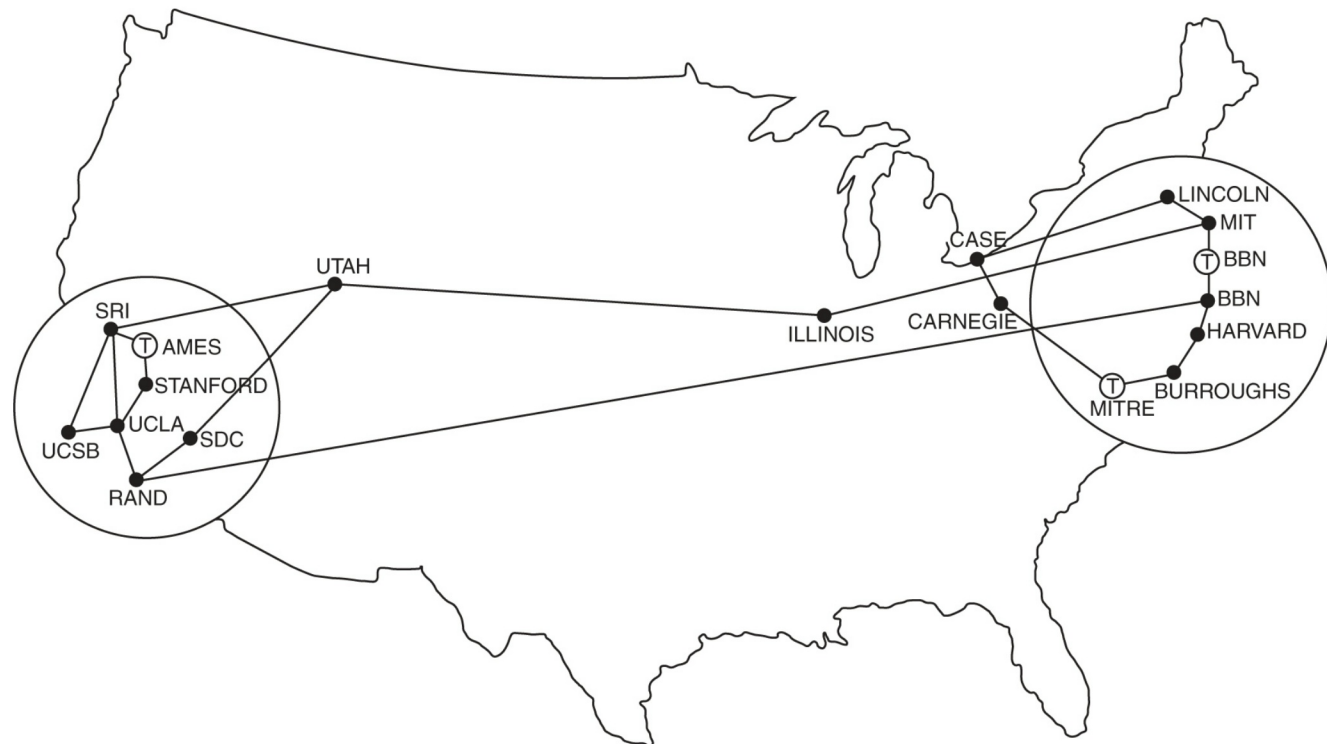 LINCOLN
MIT
CASE
T BBN
UTAH
BBN
SRI
ILLINOIS
CARNEGIE
HARVARD
T AMES
STANFORD
T
BURROUGHS
MITRE
UCLA
SDC
UCSB
RAND